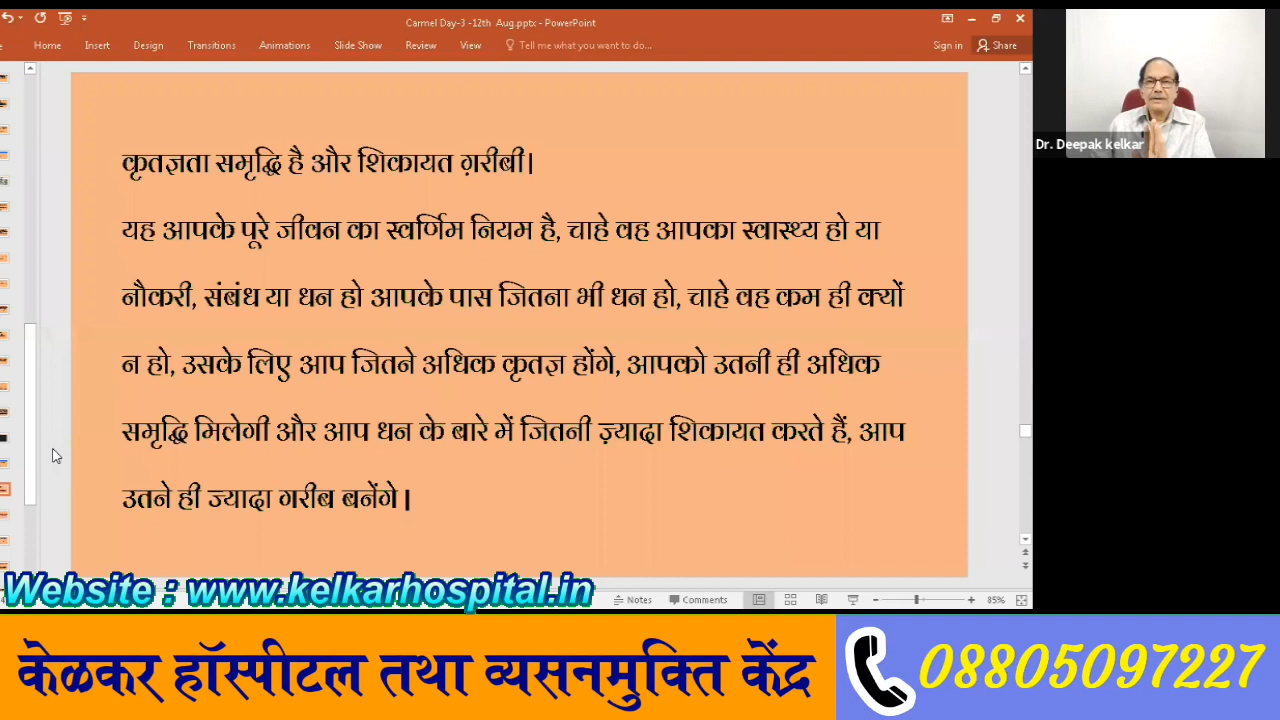 Carmel Day-3 -12th Aug.pptx - PowerPoint
Home Insert Design Transitions Animations Slide Show Review View Tell me what you want to do... Sign in Share
कृतज्ञता समृद्धि है और शिकायत ग़रीबी|
यह आपके पूरे जीवन का स्वर्णिम नियम है, चाहे वह आपका स्वास्थ्य हो या
नौकरी, संबंध या धन हो आपके पास जितना भी धन हो, चाहे वह कम ही क्यों
न हो, उसके लिए आप जितने अधिक कृतज्ञ होंगे, आपको उतनी ही अधिक
समृद्धि मिलेगी और आप धन के बारे में जितनी ज़्यादा शिकायत करते हैं, आप
उतने ही ज्यादा गरीब बनेंगे |
Dr. Deepak kelkar
Website : www.kelkarhospital.in
Notes Comments 85%
केळकर हॉस्पीटल तथा व्यसनमुक्ति केंद्र
08805097227